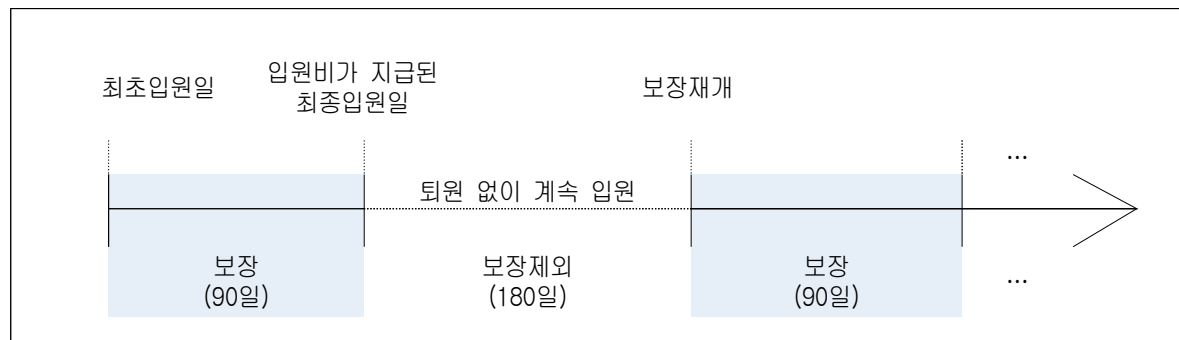 최초입원일
입원비가 지급된
최종입원일
보장재개
...
퇴원 없이 계속 입원
보장
(90일)
보장제외
(180일)
보장
(90일)
...